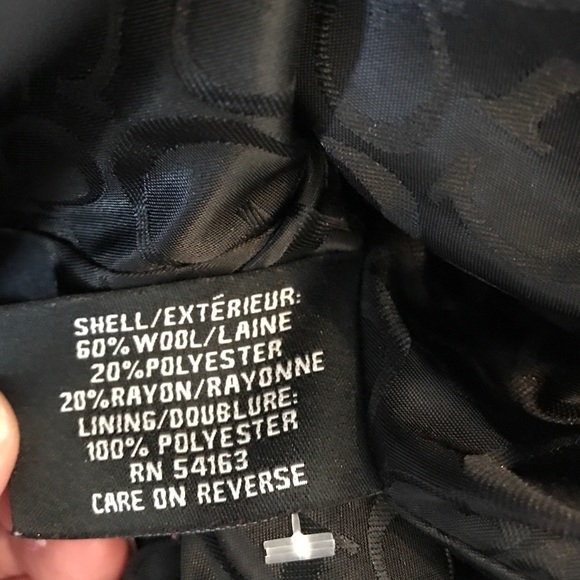 SHELL/EXTÉRIEUR:
60% WOOL/LAINE
20% POLYESTER
20% RAYON/RAYONNE
LINING/DOUBLURE:
100% POLYESTER
RN 54163
CARE ON REVERSE